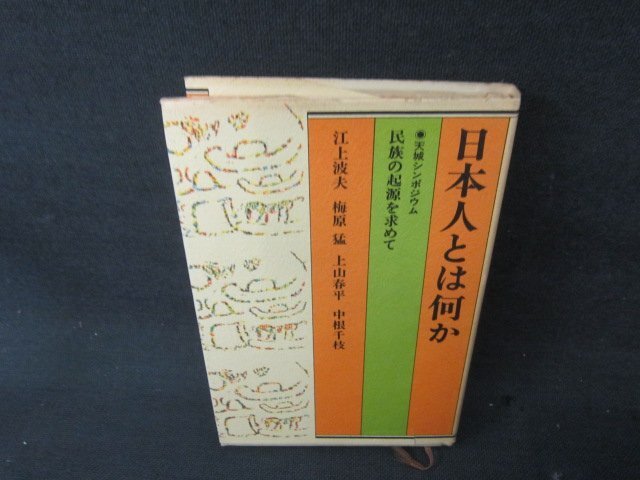 日本人とは何か
◉天城シンポジウム
民族の起源を求めて
江上波夫 梅原 猛 上山春平 中根千枝